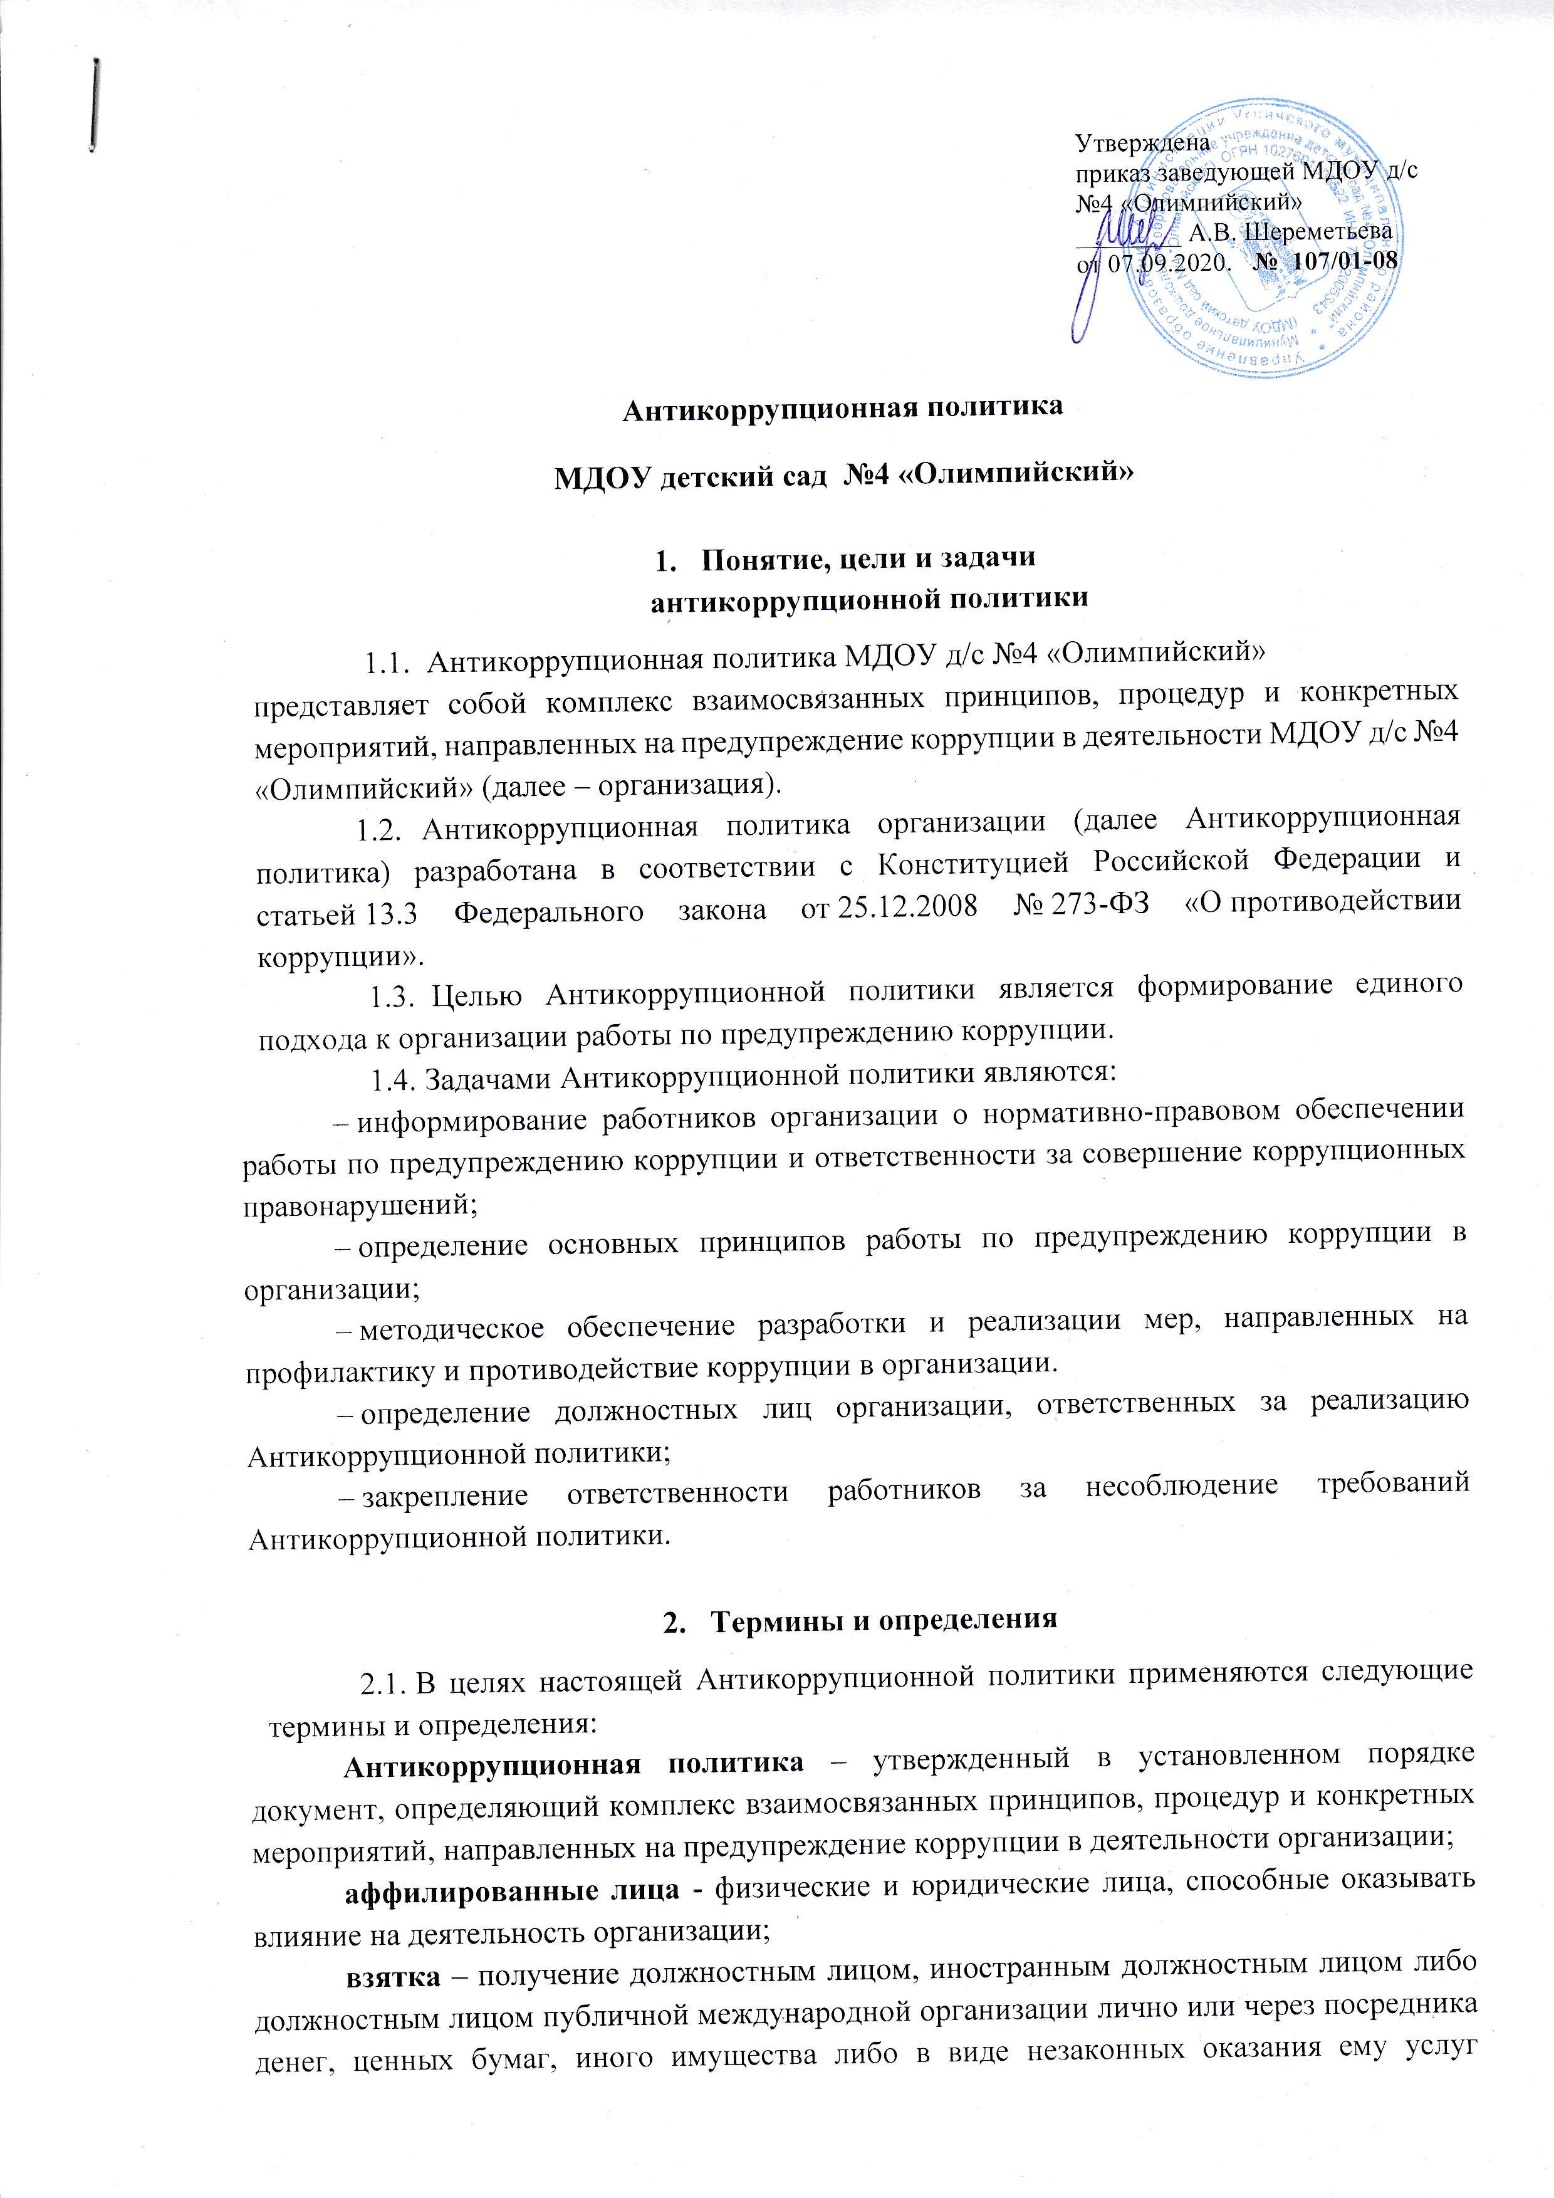 Утверждена
приказ заведующей МДОУ д/с
№4 «Олимпийский»
________ А.В. Шереметьева
от 07.09.2020. № 107/01-08
Антикоррупционная политика
МДОУ детский сад №4 «Олимпийский»
1. Понятие, цели и задачи
антикоррупционной политики
1.1. Антикоррупционная политика МДОУ д/с №4 «Олимпийский»
представляет собой комплекс взаимосвязанных принципов, процедур и конкретных
мероприятий, направленных на предупреждение коррупции в деятельности МДОУ д/с №4
«Олимпийский» (далее – организация).
1.2. Антикоррупционная политика организации (далее Антикоррупционная
политика) разработана в соответствии с Конституцией Российской Федерации и
статьей 13.3 Федерального закона от 25.12.2008 № 273-ФЗ «О противодействии
коррупции».
1.3. Целью Антикоррупционной политики является формирование единого
подхода к организации работы по предупреждению коррупции.
1.4. Задачами Антикоррупционной политики являются:
– информирование работников организации о нормативно-правовом обеспечении
работы по предупреждению коррупции и ответственности за совершение коррупционных
правонарушений;
– определение основных принципов работы по предупреждению коррупции в
организации;
– методическое обеспечение разработки и реализации мер, направленных на
профилактику и противодействие коррупции в организации.
– определение должностных лиц организации, ответственных за реализацию
Антикоррупционной политики;
– закрепление ответственности работников за несоблюдение требований
Антикоррупционной политики.
2. Термины и определения
2.1. В целях настоящей Антикоррупционной политики применяются следующие
термины и определения:
Антикоррупционная политика – утвержденный в установленном порядке
документ, определяющий комплекс взаимосвязанных принципов, процедур и конкретных
мероприятий, направленных на предупреждение коррупции в деятельности организации;
аффилированные лица - физические и юридические лица, способные оказывать
влияние на деятельность организации;
взятка – получение должностным лицом, иностранным должностным лицом либо
должностным лицом публичной международной организации лично или через посредника
денег, ценных бумаг, иного имущества либо в виде незаконных оказания ему услуг